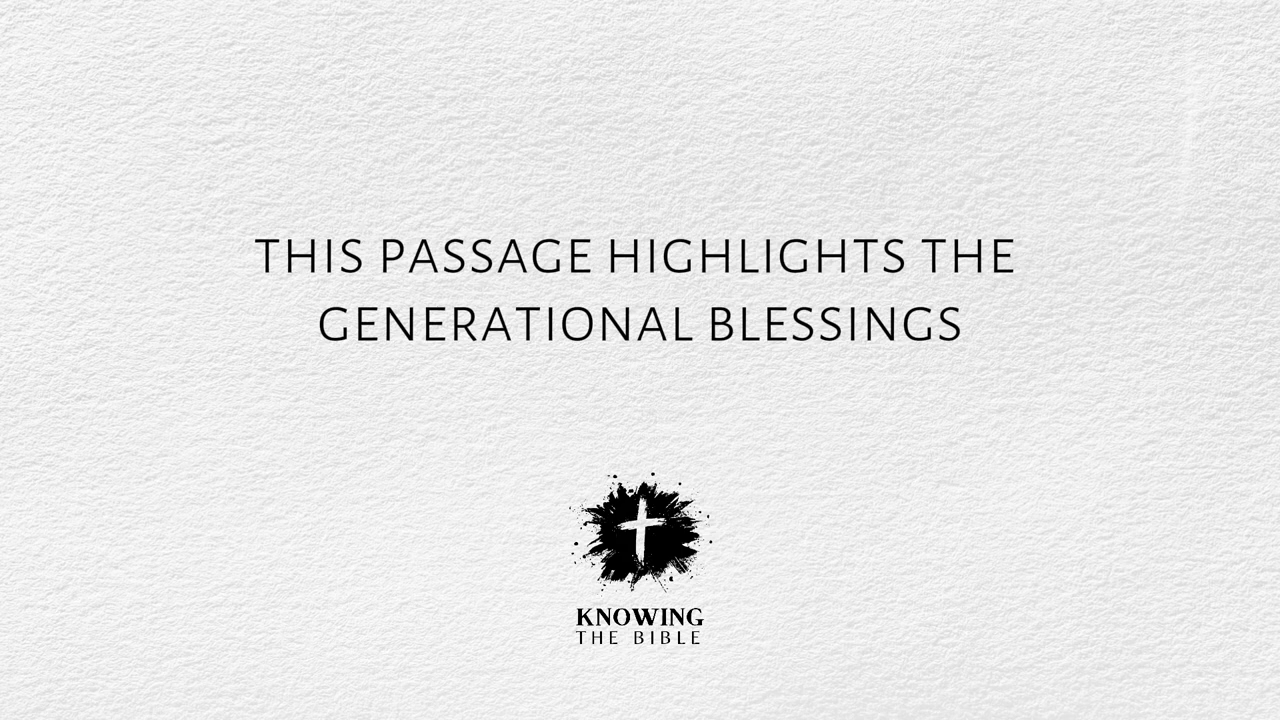 THIS PASSAGE HIGHLIGHTS THE
GENERATIONAL BLESSINGS
KNOWING
THE BIBLE